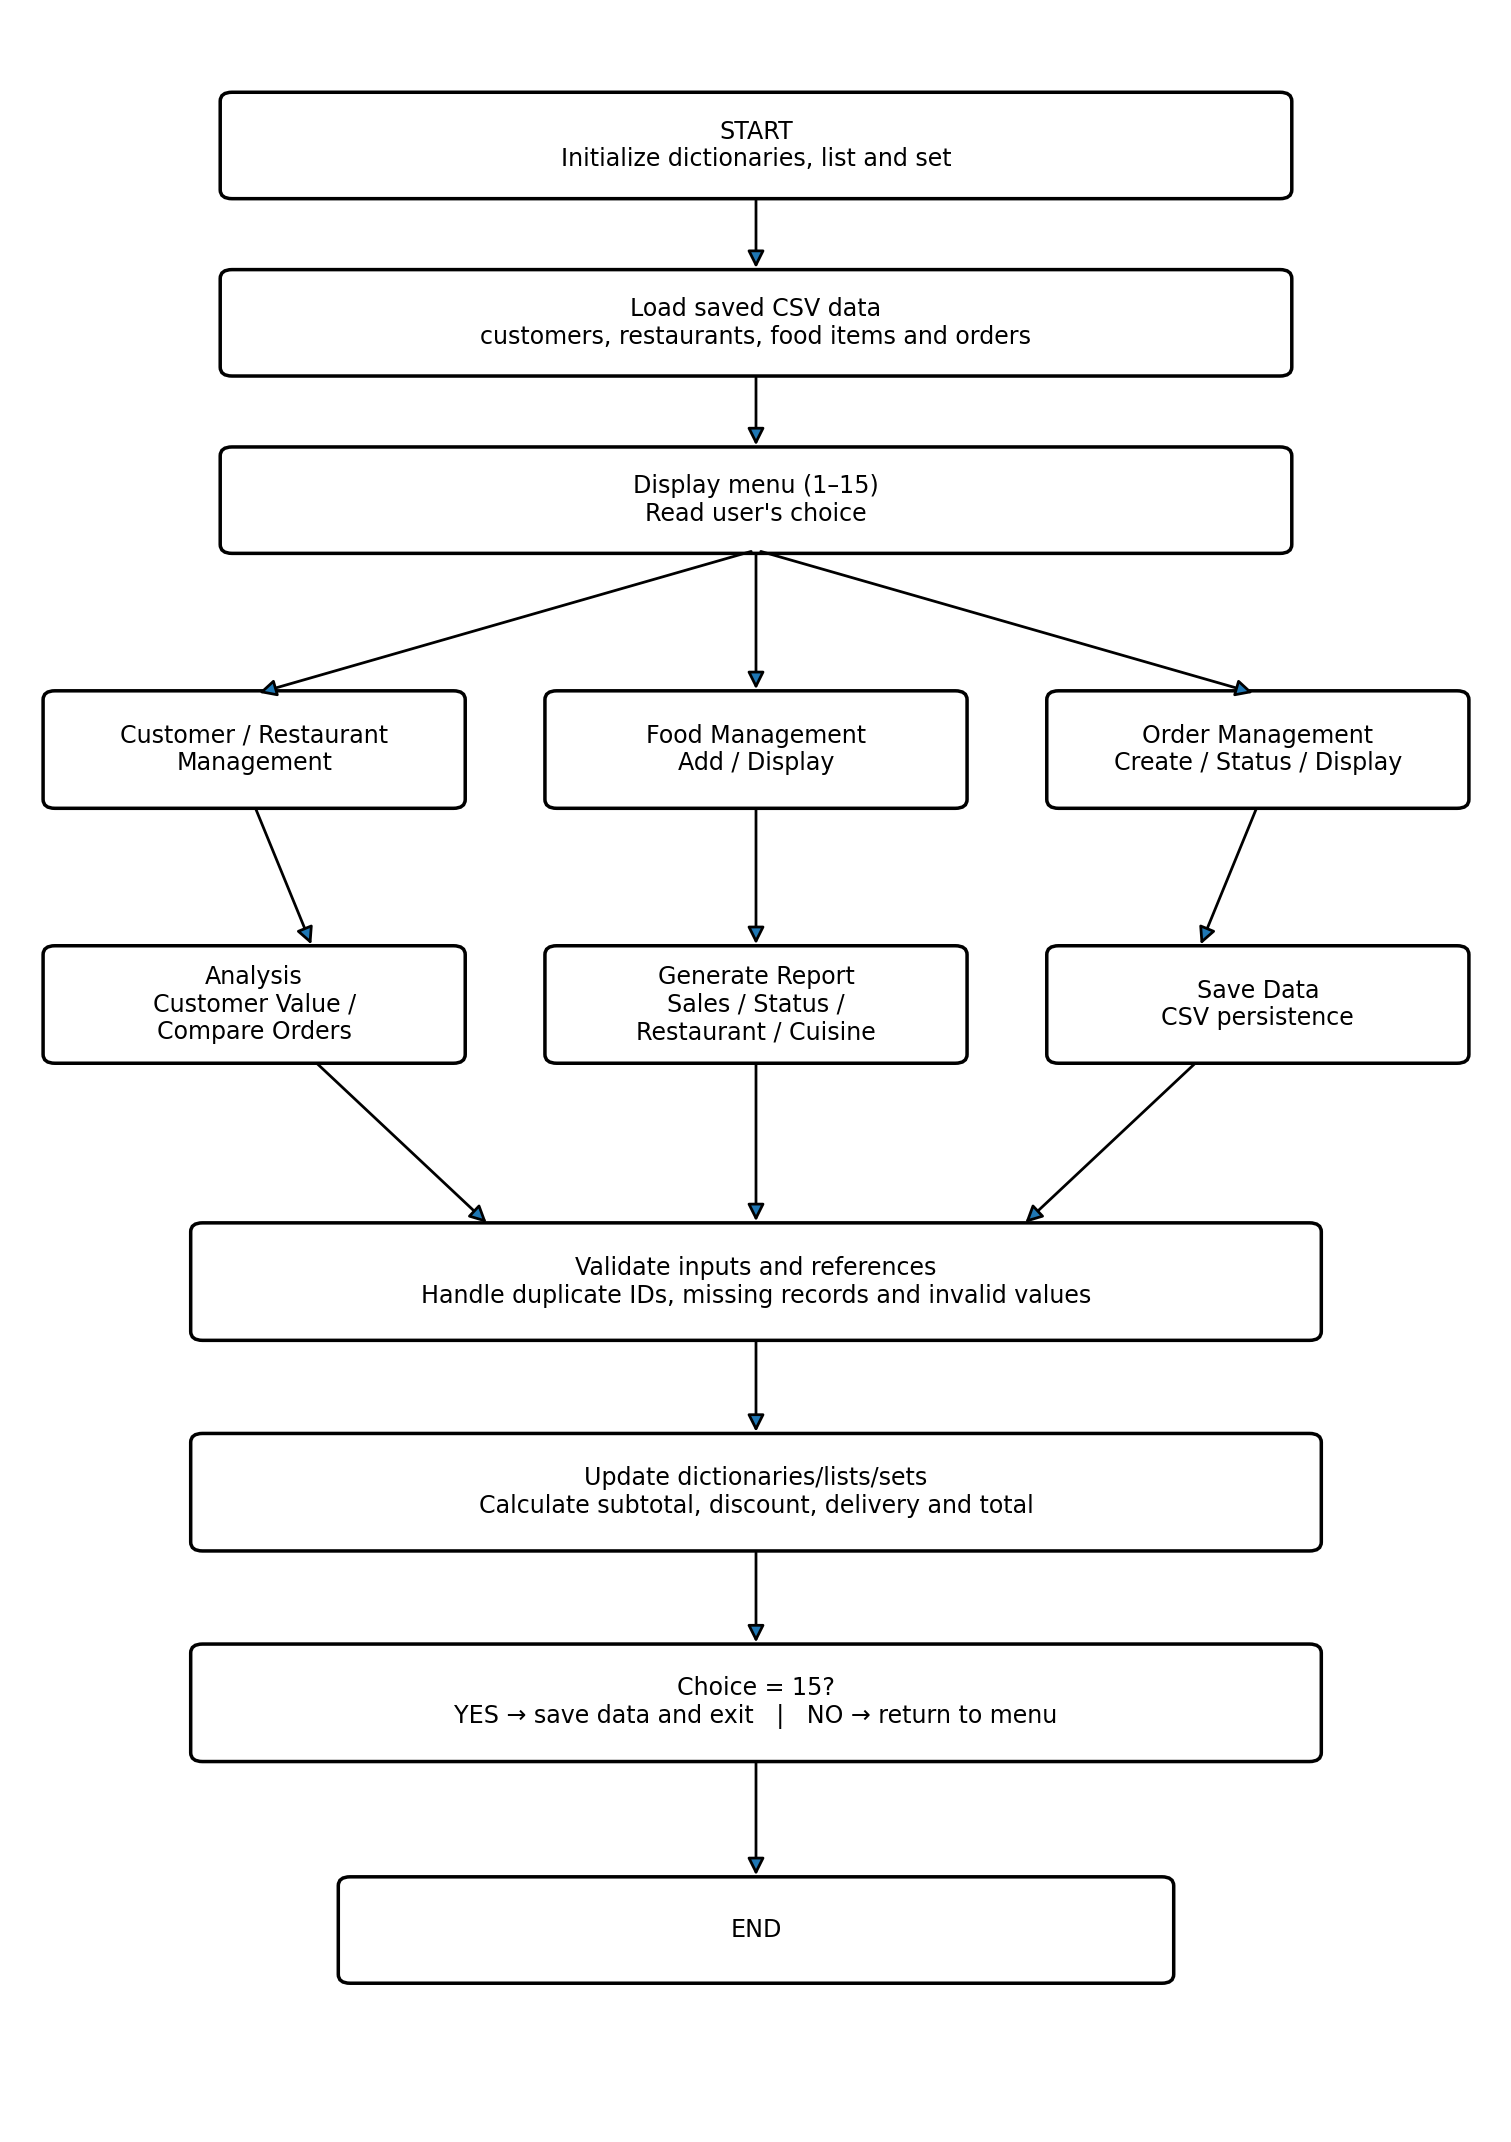 START
Initialize dictionaries, list and set
Load saved CSV data
customers, restaurants, food items and orders
Display menu (1–15)
Read user's choice
Customer / Restaurant
Management
Food Management
Add / Display
Order Management
Create / Status / Display
Analysis
Customer Value /
Compare Orders
Generate Report
Sales / Status /
Restaurant / Cuisine
Save Data
CSV persistence
Validate inputs and references
Handle duplicate IDs, missing records and invalid values
Update dictionaries/lists/sets
Calculate subtotal, discount, delivery and total
Choice = 15?
YES → save data and exit | NO → return to menu
END